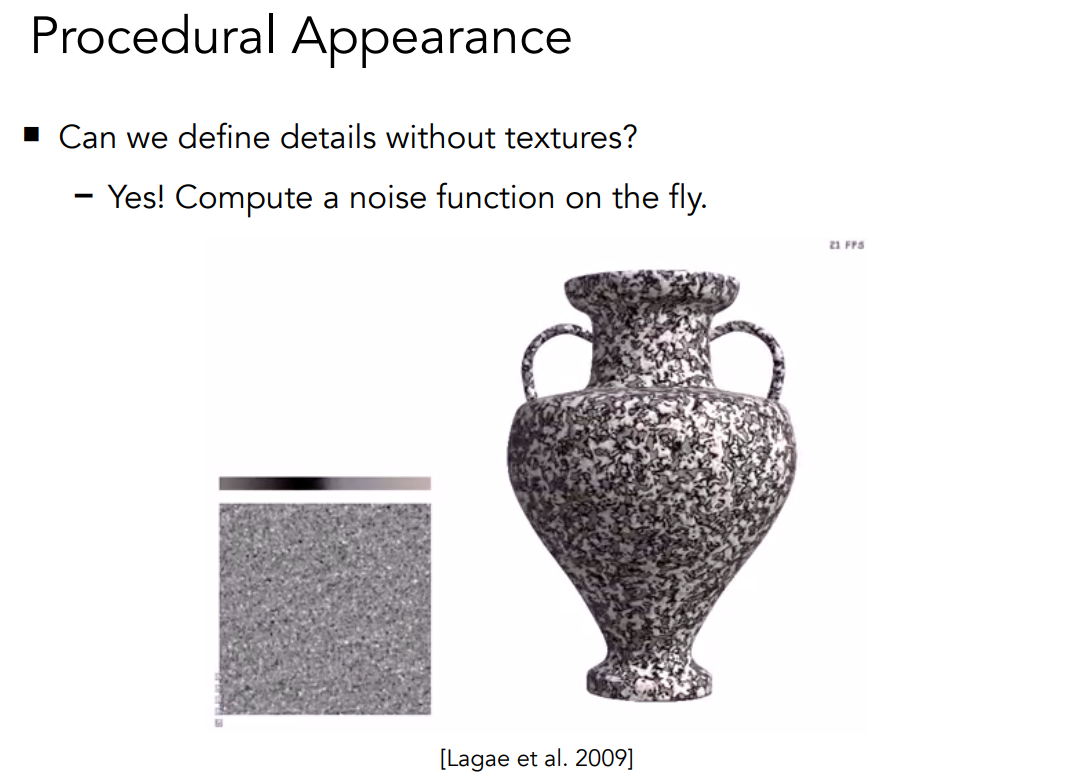 Procedural Appearance
Can we define details without textures?
– Yes! Compute a noise function on the fly.
21 FPS
[Lagae et al. 2009]